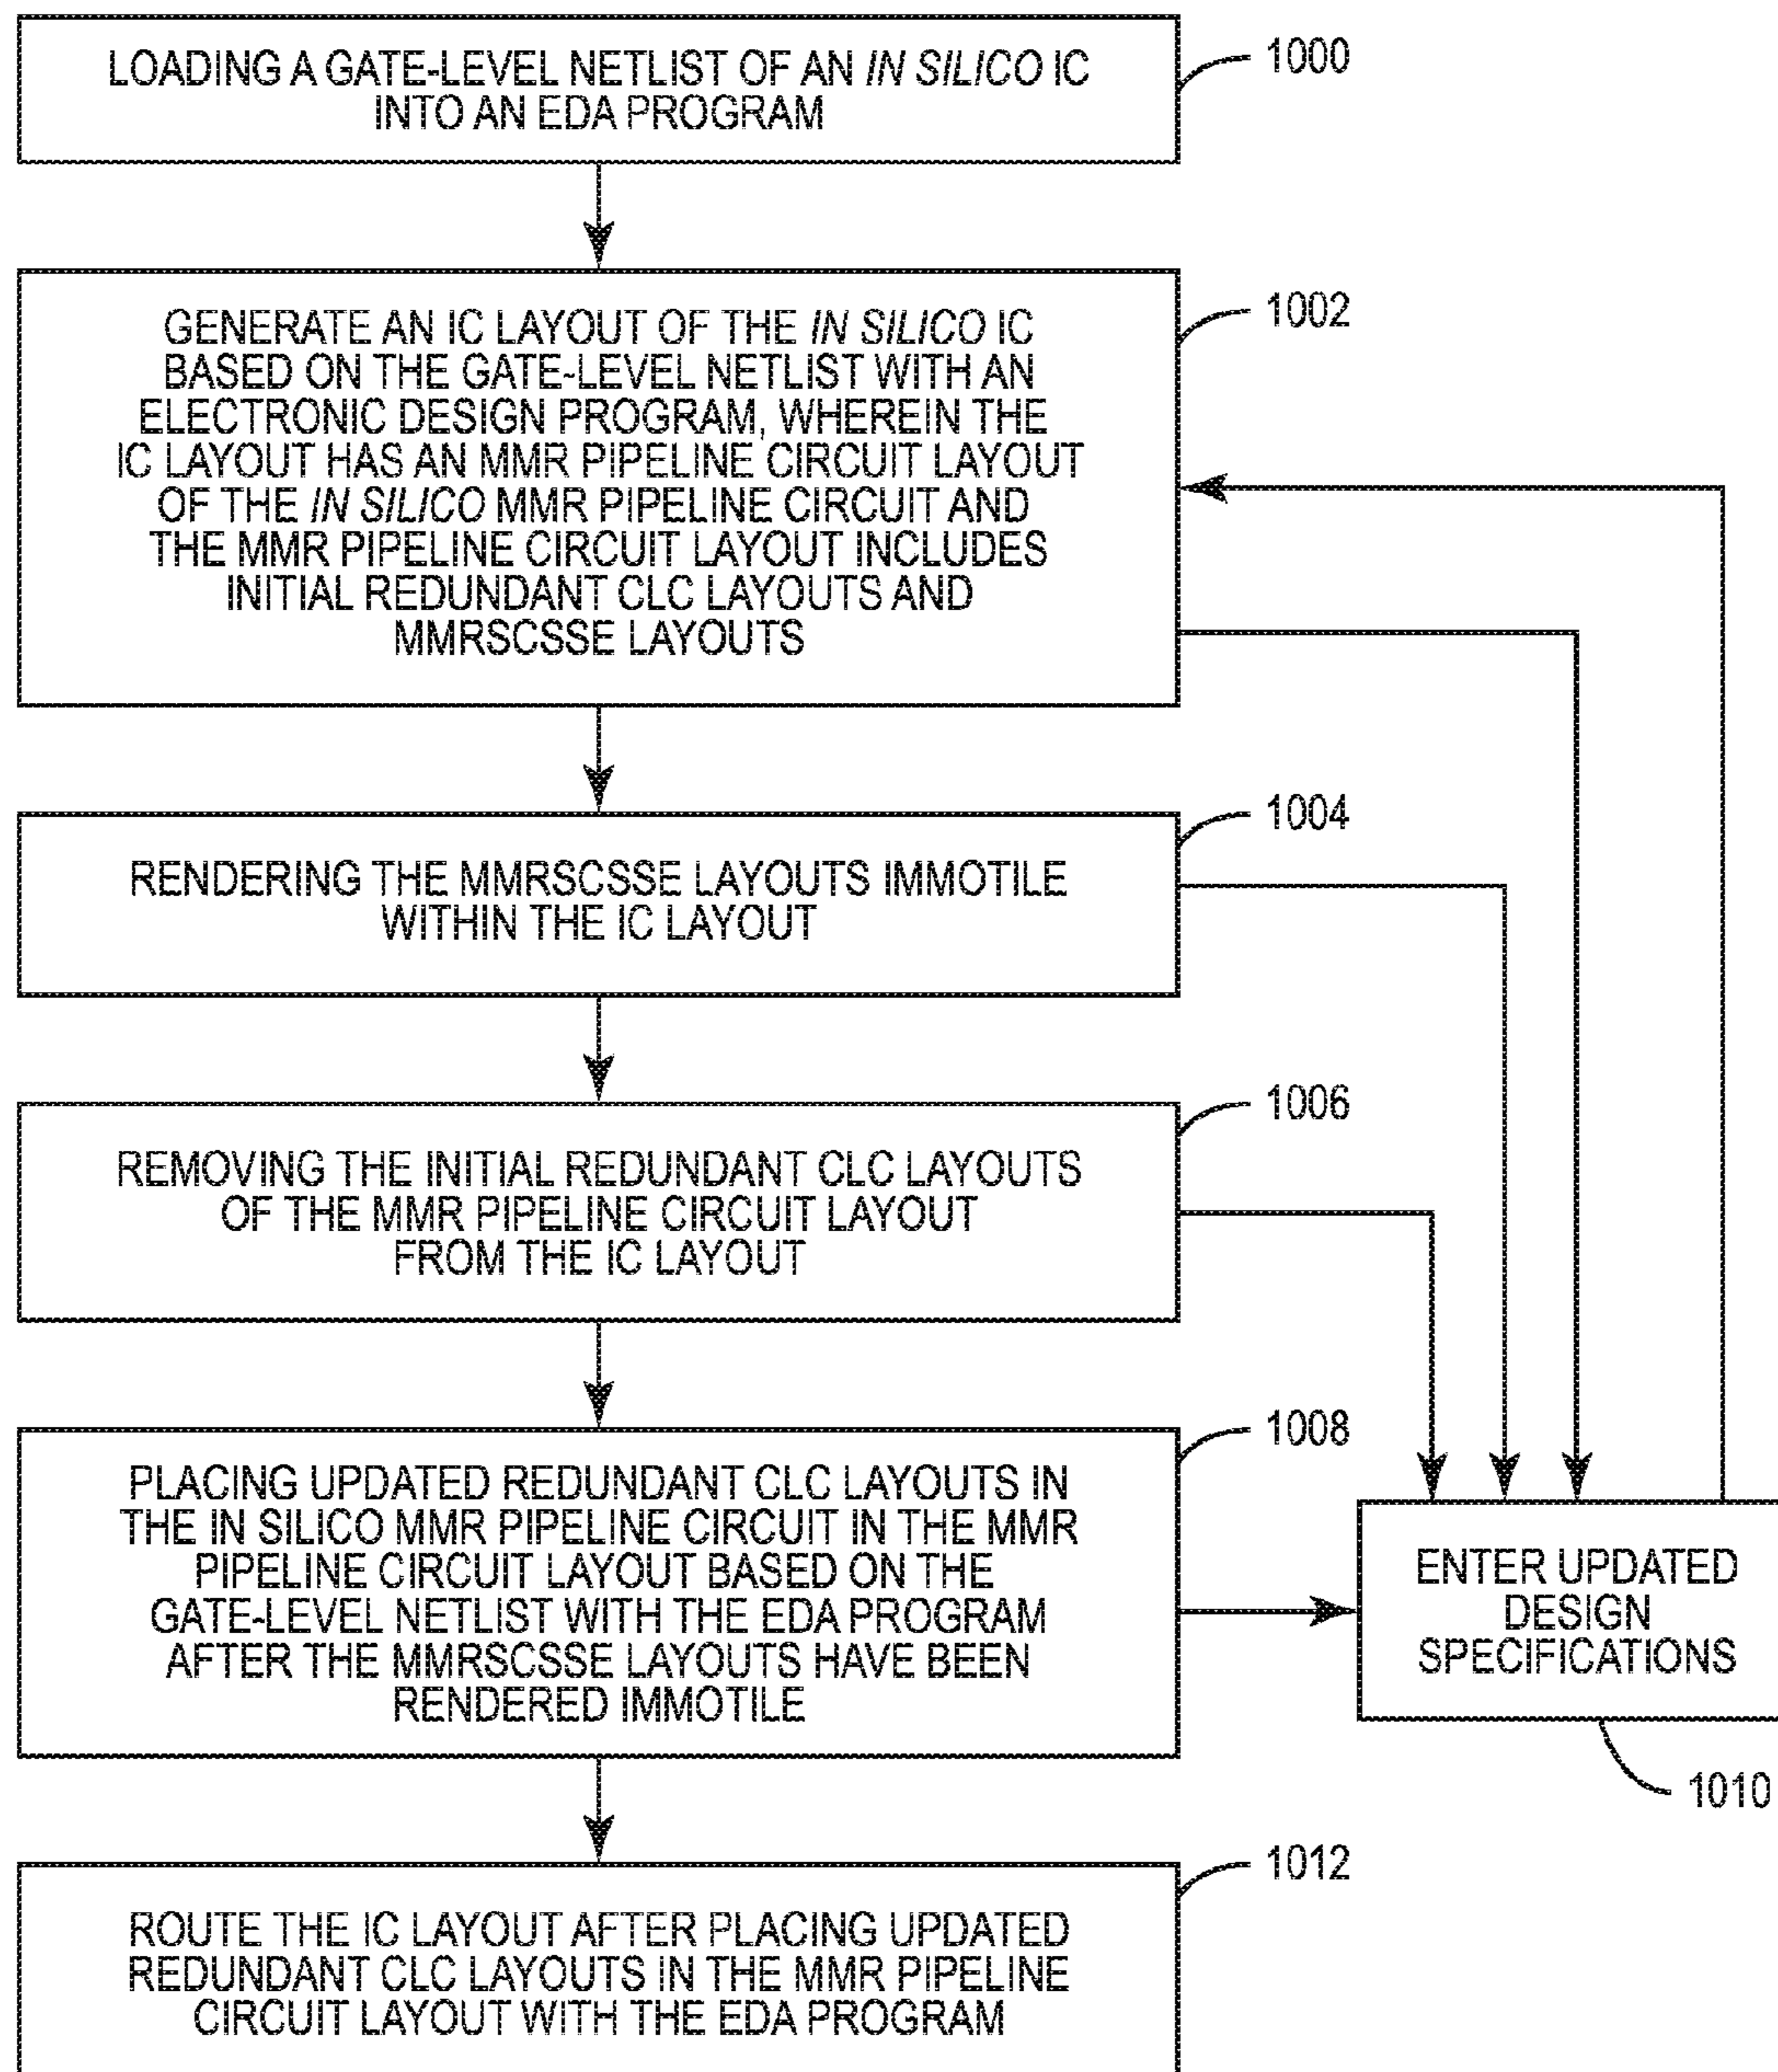 LOADING A GATE-LEVEL NETLIST OF AN IN SILICO IC
INTO AN EDA PROGRAM
1000
GENERATE AN IC LAYOUT OF THE IN SILICO IC
BASED ON THE GATE-LEVEL NETLIST WITH AN
ELECTRONIC DESIGN PROGRAM, WHEREIN THE
IC LAYOUT HAS AN MMR PIPELINE CIRCUIT LAYOUT
OF THE IN SILICO MMR PIPELINE CIRCUIT AND
THE MMR PIPELINE CIRCUIT LAYOUT INCLUDES
INITIAL REDUNDANT CLC LAYOUTS AND
MMRSCSSE LAYOUTS
1002
RENDERING THE MMRSCSSE LAYOUTS IMMOTILE
WITHIN THE IC LAYOUT
1004
REMOVING THE INITIAL REDUNDANT CLC LAYOUTS
OF THE MMR PIPELINE CIRCUIT LAYOUT
FROM THE IC LAYOUT
1006
PLACING UPDATED REDUNDANT CLC LAYOUTS IN
THE IN SILICO MMR PIPELINE CIRCUIT IN THE MMR
PIPELINE CIRCUIT LAYOUT BASED ON THE
GATE-LEVEL NETLIST WITH THE EDA PROGRAM
AFTER THE MMRSCSSE LAYOUTS HAVE BEEN
RENDERED IMMOTILE
1008
ENTER UPDATED
DESIGN
SPECIFICATIONS
1010
ROUTE THE IC LAYOUT AFTER PLACING UPDATED
REDUNDANT CLC LAYOUTS IN THE MMR PIPELINE
CIRCUIT LAYOUT WITH THE EDA PROGRAM
1012